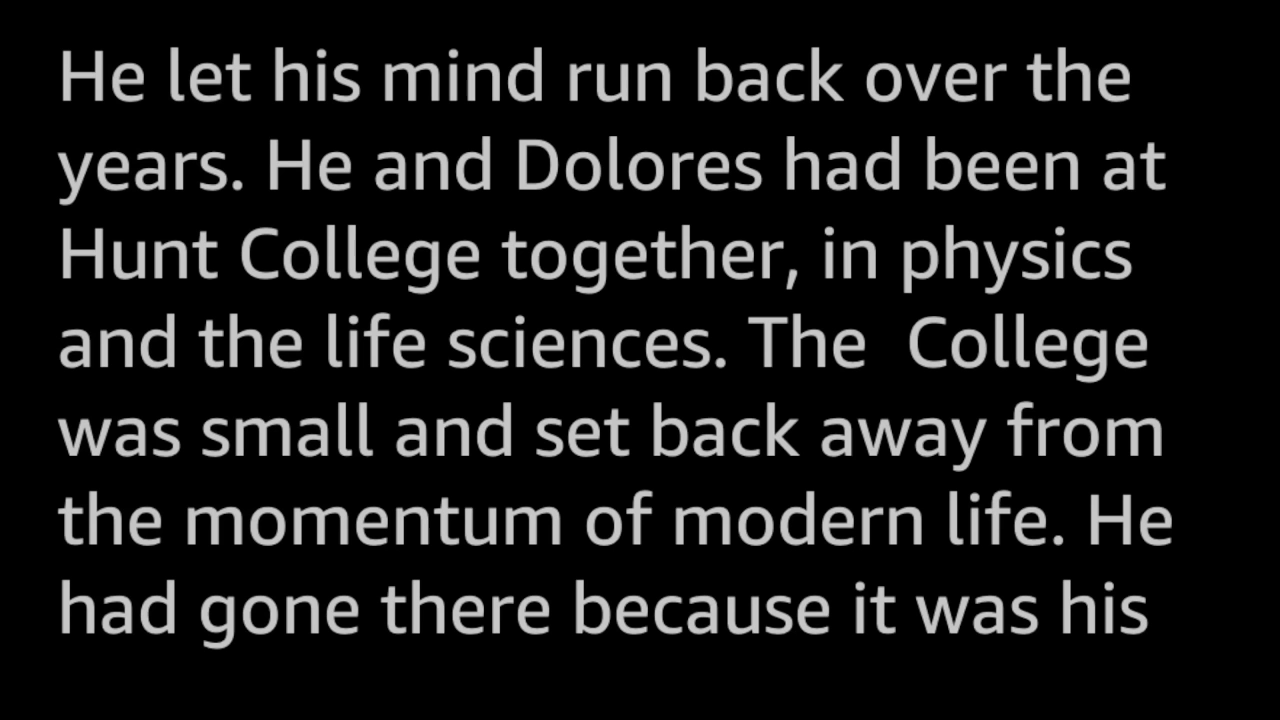 He let his mind run back over the
years. He and Dolores had been at
Hunt College together, in physics
and the life sciences. The  College
was small and set back away from
the momentum of modern life. He
had gone there because it was his